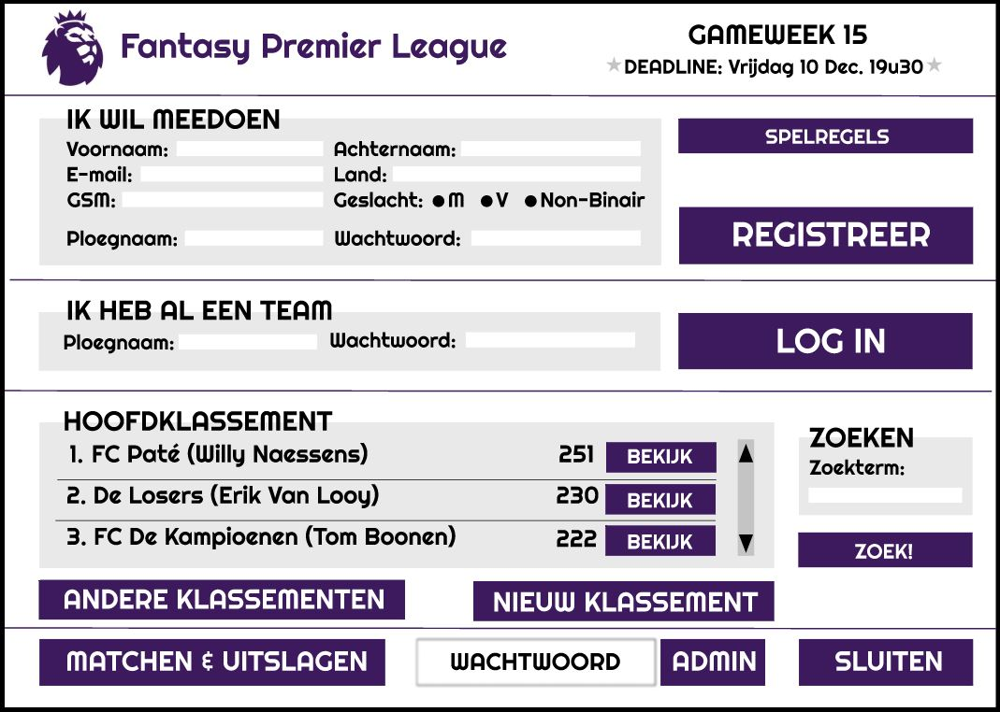 Fantasy Premier League
GAMEWEEK 15
DEADLINE: Vrijdag 10 Dec. 19u30
IK WIL MEEDOEN
Voornaam: Achternaam:
E-mail: Land:
GSM: Geslacht: M V Non-Binair
Ploegnaam: Wachtwoord:
SPELREGELS
REGISTREER
IK HEB AL EEN TEAM
Ploegnaam: Wachtwoord:
LOG IN
HOOFDKLASSEMENT
1. FC Paté (Willy Naessens) 251 BEKIJK
2. De Losers (Erik Van Looy) 230 BEKIJK
3. FC De Kampioenen (Tom Boonen) 222 BEKIJK
ZOEKEN
Zoekterm:
ZOEK!
ANDERE KLASSEMENTEN
NIEUW KLASSEMENT
MATCHEN & UITSLAGEN
WACHTWOORD
ADMIN
SLUITEN